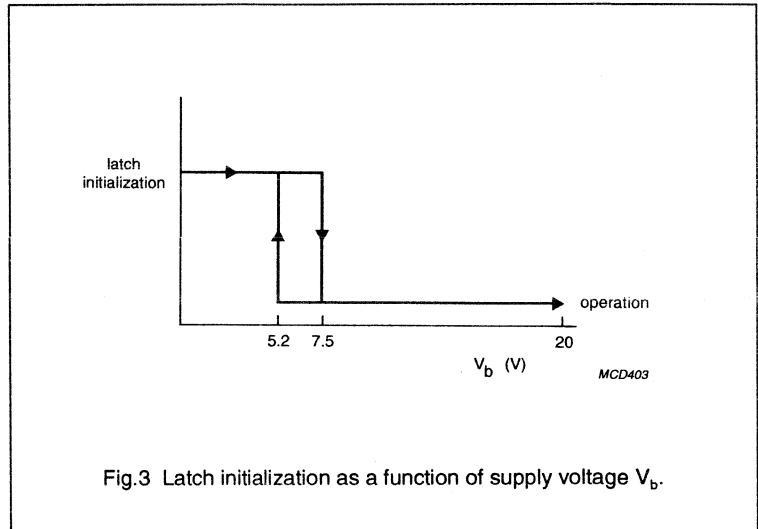 latch
initialization
operation
5.2 7.5 20
V_b (V)
MCD403
Fig.3 Latch initialization as a function of supply voltage V_b.